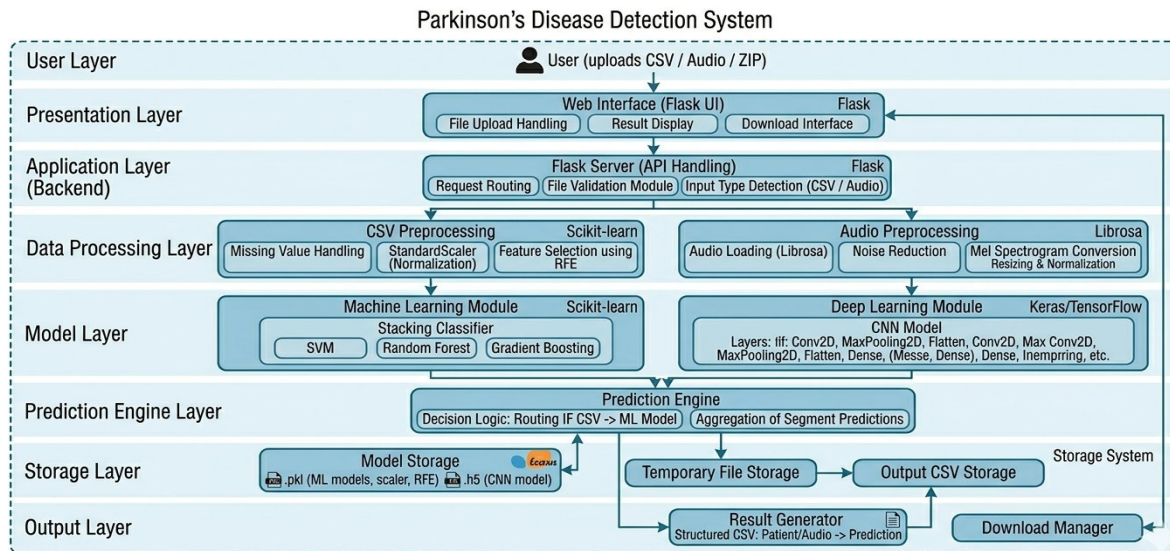 Parkinson's Disease Detection System
User Layer
User (uploads CSV / Audio / ZIP)
Presentation Layer
Web Interface (Flask UI)
Flask
File Upload Handling
Result Display
Download Interface
Application Layer
(Backend)
Flask Server (API Handling)
Flask
Request Routing
File Validation Module
Input Type Detection (CSV / Audio)
Data Processing Layer
CSV Preprocessing
Scikit-learn
Missing Value Handling
StandardScaler
(Normalization)
Feature Selection using
RFE
Audio Preprocessing
Librosa
Audio Loading (Librosa)
Noise Reduction
Mel Spectrogram Conversion
Resizing & Normalization
Model Layer
Machine Learning Module
Scikit-learn
Stacking Classifier
SVM
Random Forest
Gradient Boosting
Deep Learning Module
Keras/TensorFlow
CNN Model
Layers: Conv2D, MaxPooling2D, Flatten, Conv2D, Max Conv2D,
MaxPooling2D, Flatten, Dense, (Messe, Dense), Dense, Inemprring, etc.
Prediction Engine Layer
Prediction Engine
Decision Logic: Routing IF CSV -> ML Model
Aggregation of Segment Predictions
Storage Layer
Model Storage
.pkl (ML models, scaler, RFE)
.h5 (CNN model)
Temporary File Storage
Output CSV Storage
Storage System
Output Layer
Result Generator
Structured CSV: Patient/Audio -> Prediction
Download Manager